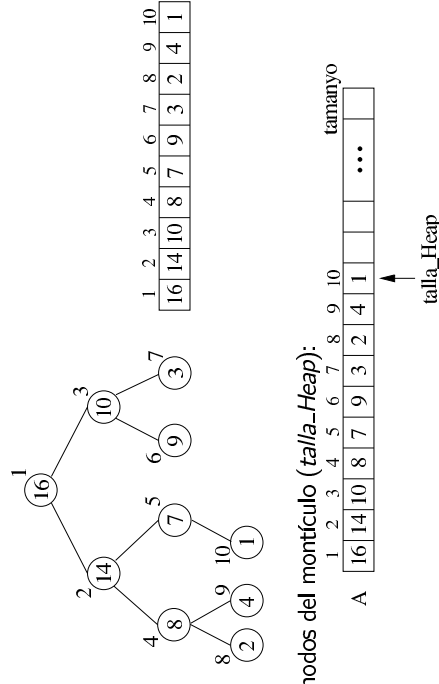 1
16
2 3
14 10
4 5 6 7
8 7 9 3
8 9 10
2 4 1
1 2 3 4 5 6 7 8 9 10
16 14 10 8 7 9 3 2 4 1
nodos del montículo (talla_Heap):
1 2 3 4 5 6 7 8 9 10 tamanyo
A 16 14 10 8 7 9 3 2 4 1 ...
talla_Heap